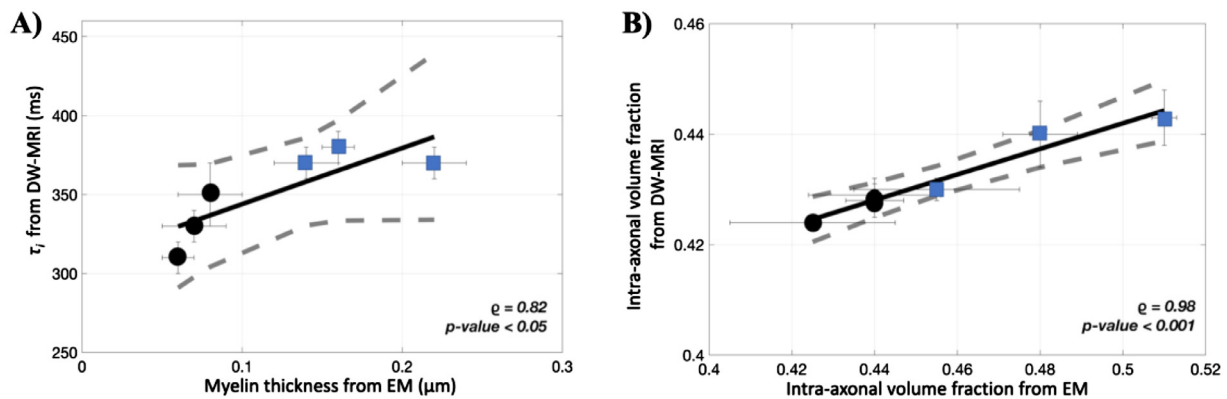 A)
450
400
350
300
250
τi from DW-MRI (ms)
0
0.1
0.2
0.3
Myelin thickness from EM (μm)
ϱ = 0.82
p-value < 0.05
B)
0.46
0.44
0.42
0.4
Intra-axonal volume fraction
from DW-MRI
0.4
0.42
0.44
0.46
0.48
0.5
0.52
Intra-axonal volume fraction from EM
ϱ = 0.98
p-value < 0.001